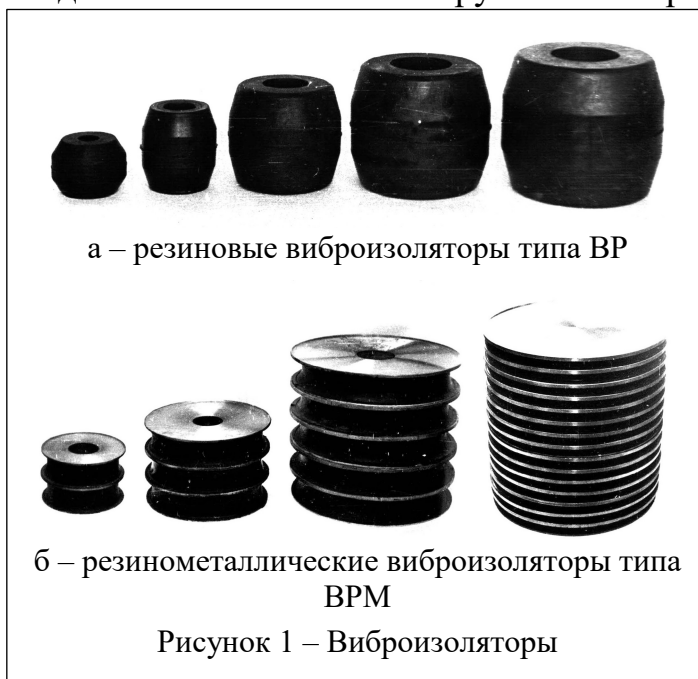 а – резиновые виброизоляторы типа ВР
б – резинометаллические виброизоляторы типа
ВРМ
Рисунок 1 – Виброизоляторы